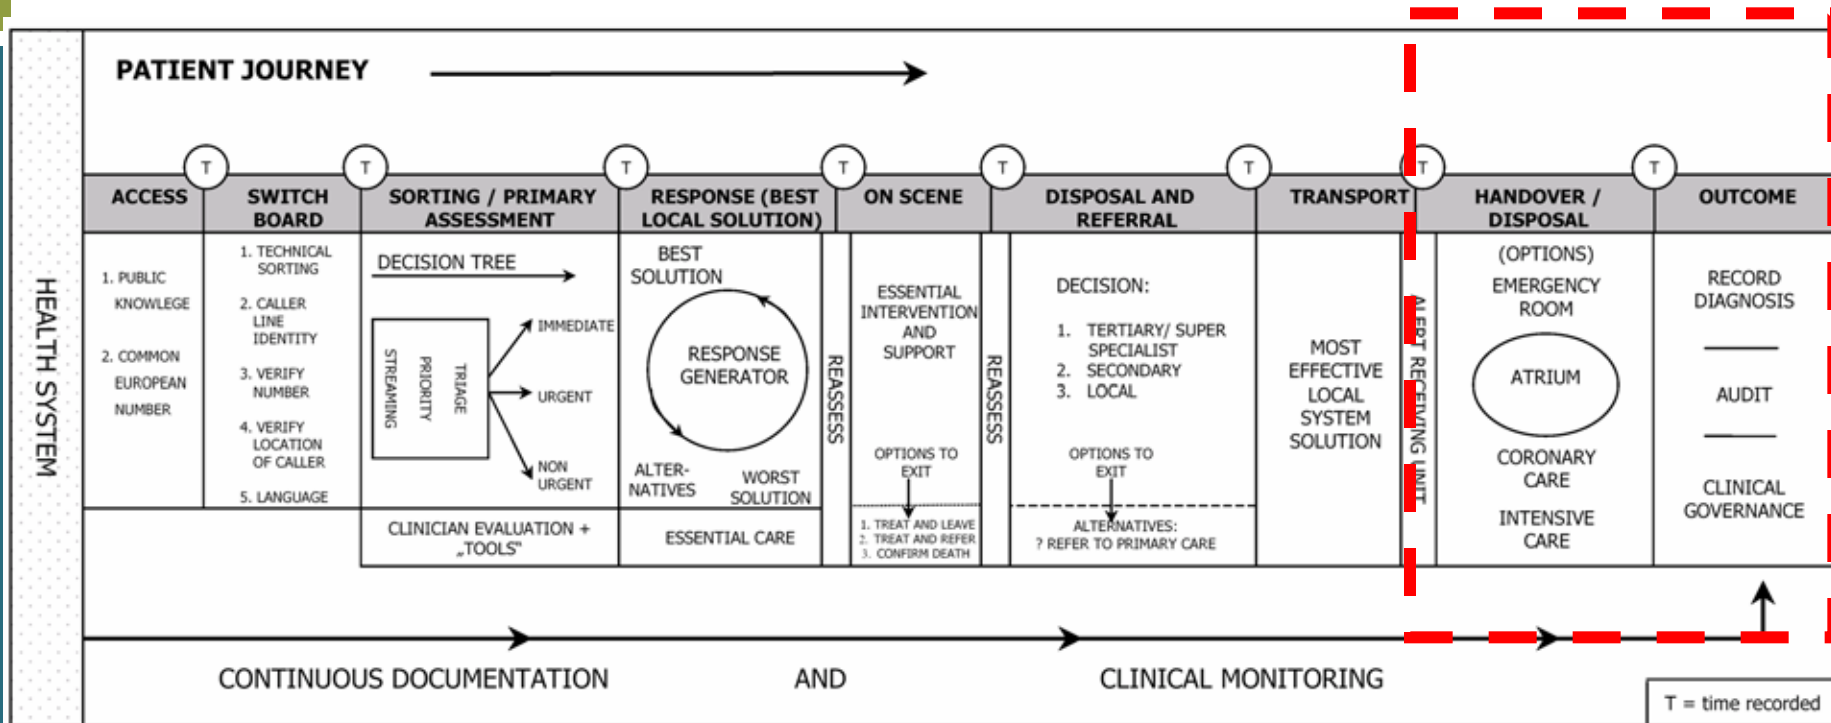 PATIENT JOURNEY
T
T
T
T
T
T
T
T
ACCESS
SWITCH
BOARD
SORTING / PRIMARY
ASSESSMENT
RESPONSE (BEST
LOCAL SOLUTION)
ON SCENE
DISPOSAL AND
REFERRAL
TRANSPORT
HANDOVER /
DISPOSAL
OUTCOME
HEALTH SYSTEM
1. PUBLIC
KNOWLEGE
2. COMMON
EUROPEAN
NUMBER
1. TECHNICAL
SORTING
2. CALLER
LINE
IDENTITY
3. VERIFY
NUMBER
4. VERIFY
LOCATION
OF CALLER
5. LANGUAGE
DECISION TREE
TRIAGE
PRIORITY
STREAMING
IMMEDIATE
URGENT
NON
URGENT
CLINICIAN EVALUATION +
„TOOLS“
BEST
SOLUTION
RESPONSE
GENERATOR
ALTER-
NATIVES
WORST
SOLUTION
ESSENTIAL CARE
REASSESS
ESSENTIAL
INTERVENTION
AND
SUPPORT
OPTIONS TO
EXIT
1. TREAT AND LEAVE
2. TREAT AND REFER
3. CONFIRM DEATH
REASSESS
DECISION:
1. TERTIARY/ SUPER
SPECIALIST
2. SECONDARY
3. LOCAL
OPTIONS TO
EXIT
ALTERNATIVES:
? REFER TO PRIMARY CARE
MOST
EFFECTIVE
LOCAL
SYSTEM
SOLUTION
ALERT RECEIVING UNIT
(OPTIONS)
EMERGENCY
ROOM
ATRIUM
CORONARY
CARE
INTENSIVE
CARE
RECORD
DIAGNOSIS
AUDIT
CLINICAL
GOVERNANCE
CONTINUOUS DOCUMENTATION AND CLINICAL MONITORING
T = time recorded